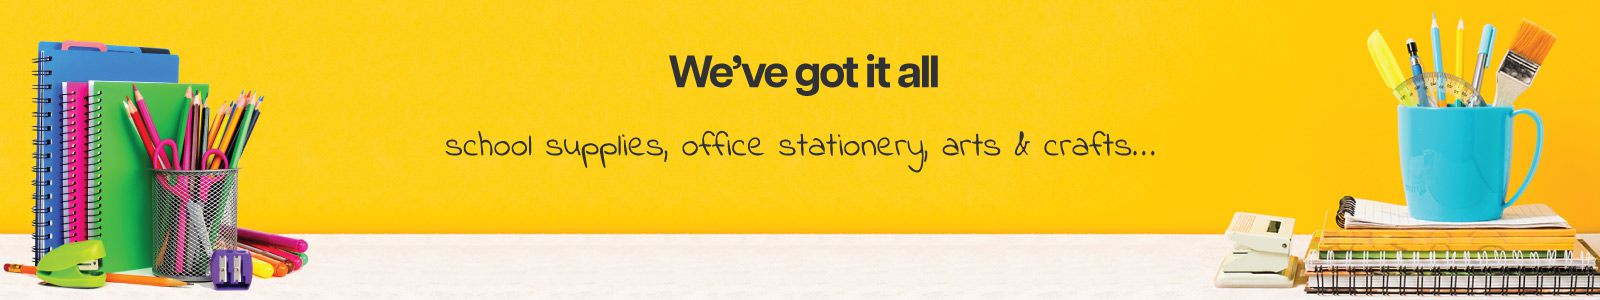 We've got it all
school supplies, office stationery, arts & crafts...